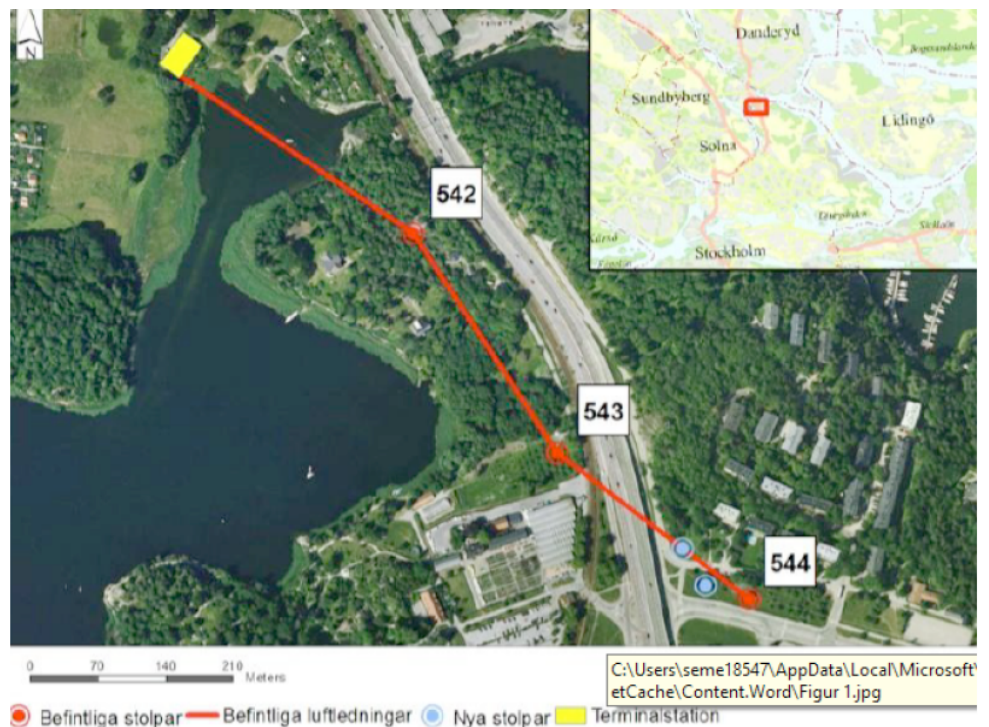 N
Danderyd
Sundbyberg
Lidingö
Solna
Stockholm
542
543
544
0 70 140 210
Meters
C:\Users\seme18547\AppData\Local\Microsoft\
etCache\Content.Word\Figur 1.jpg
Befintliga stolpar Befintliga luftledningar Nya stolpar Terminalstation